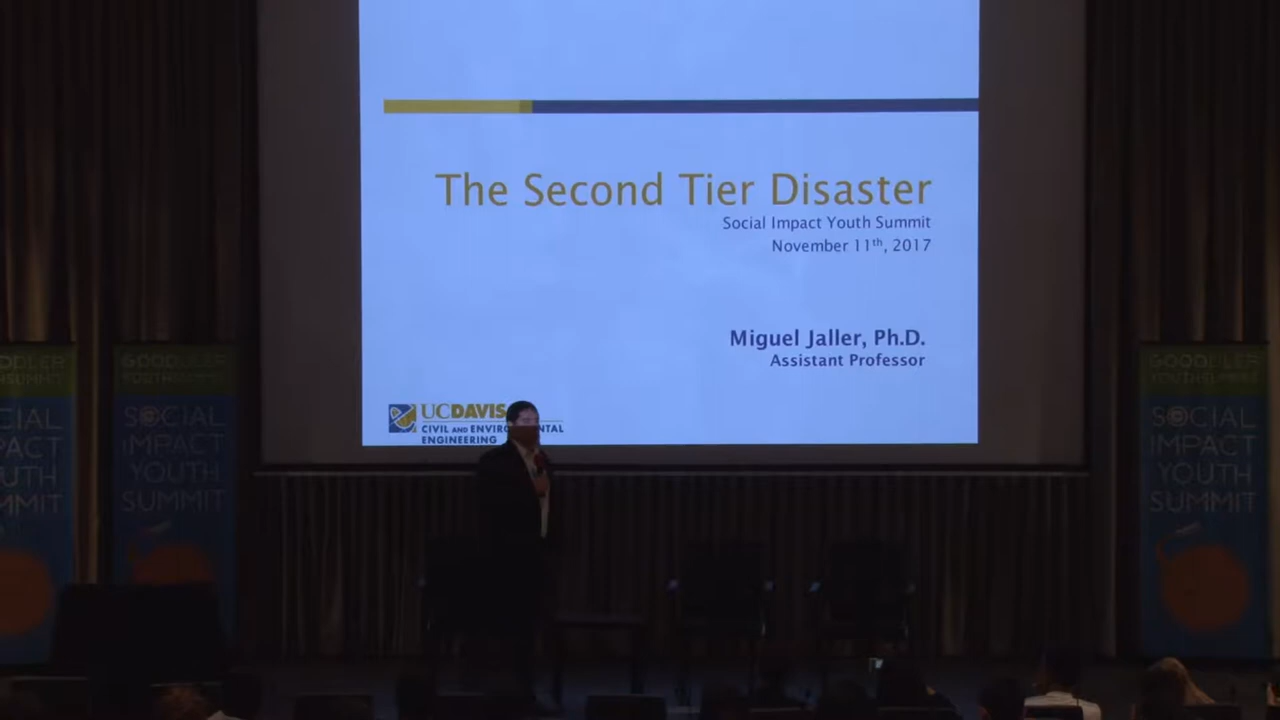 The Second Tier Disaster
Social Impact Youth Summit
November 11th, 2017
Miguel Jaller, Ph.D.
Assistant Professor
UCDAVIS
CIVIL AND
ENGINEERING
SOCIAL
IMPACT
YOUTH
SUMMIT
SOCIAL
IMPACT
YOUTH
SUMMIT